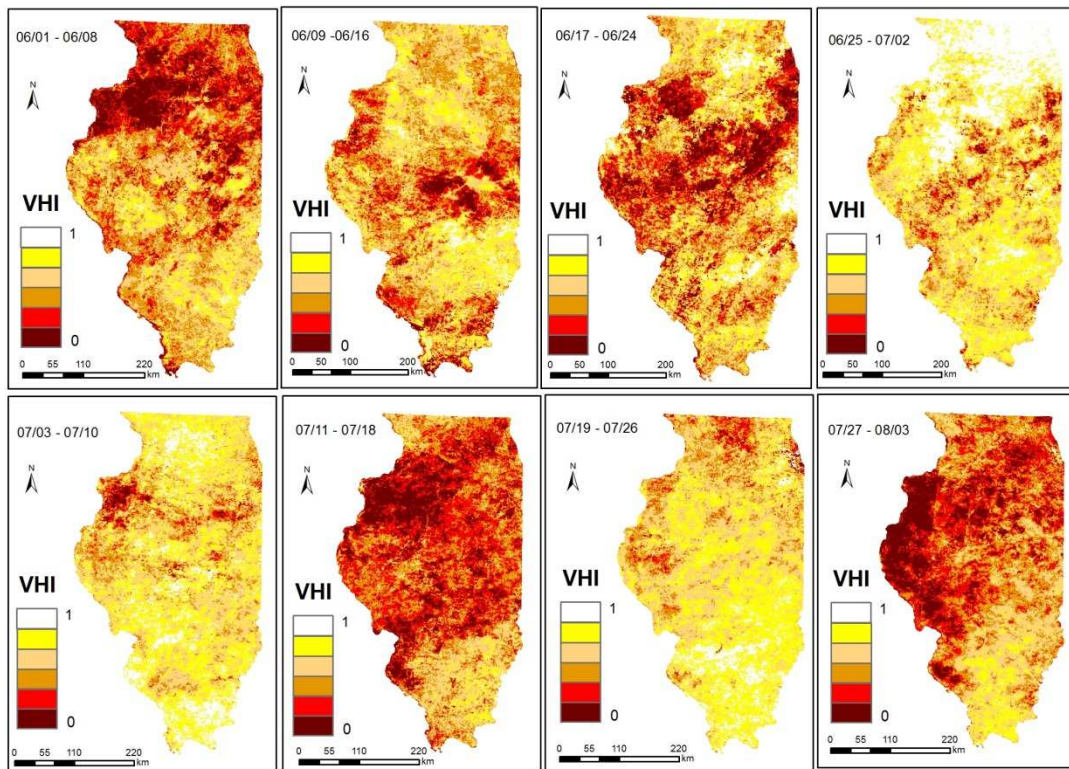 06/01 - 06/08
N
VHI
1
0
0 55 110 220
km
06/09 -06/16
N
VHI
1
0
0 50 100 200
km
06/17 - 06/24
N
VHI
1
0
0 50 100 200
km
06/25 - 07/02
N
VHI
1
0
0 50 100 200
km
07/03 - 07/10
N
VHI
1
0
0 55 110 220
km
07/11 - 07/18
N
VHI
1
0
0 55 110 220
km
07/19 - 07/26
N
VHI
1
0
0 55 110 220
km
07/27 - 08/03
N
VHI
1
0
0 55 110 220
km